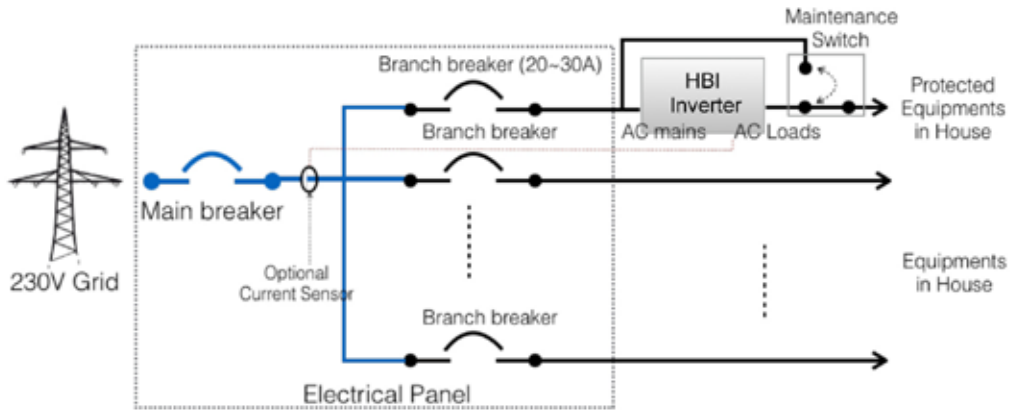 Maintenance
Switch
Branch breaker (20~30A)
HBI
Inverter
Protected
Equipments
in House
Branch breaker
AC mains
AC Loads
Main breaker
230V Grid
Optional
Current Sensor
Equipments
in House
Branch breaker
Electrical Panel